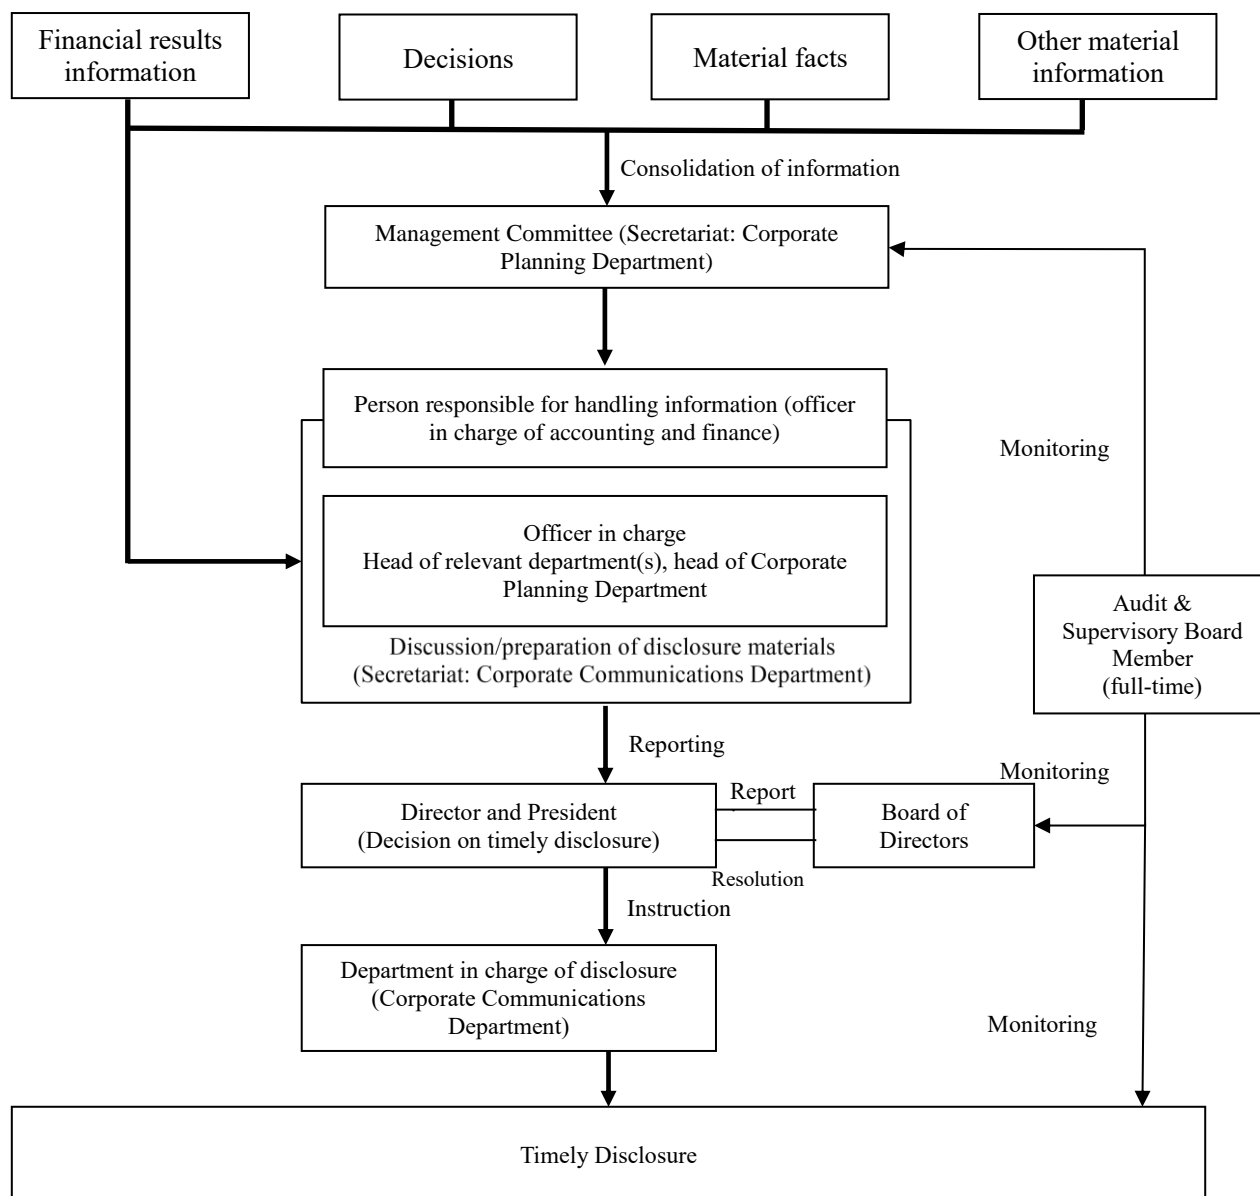 Financial results
information
Decisions
Material facts
Other material
information
Consolidation of information
Management Committee (Secretariat: Corporate
Planning Department)
Person responsible for handling information (officer
in charge of accounting and finance)
Monitoring
Officer in charge
Head of relevant department(s), head of Corporate
Planning Department
Discussion/preparation of disclosure materials
(Secretariat: Corporate Communications Department)
Audit &
Supervisory Board
Member
(full-time)
Reporting
Monitoring
Director and President
(Decision on timely disclosure)
Report
Resolution
Board of
Directors
Instruction
Department in charge of disclosure
(Corporate Communications
Department)
Monitoring
Timely Disclosure